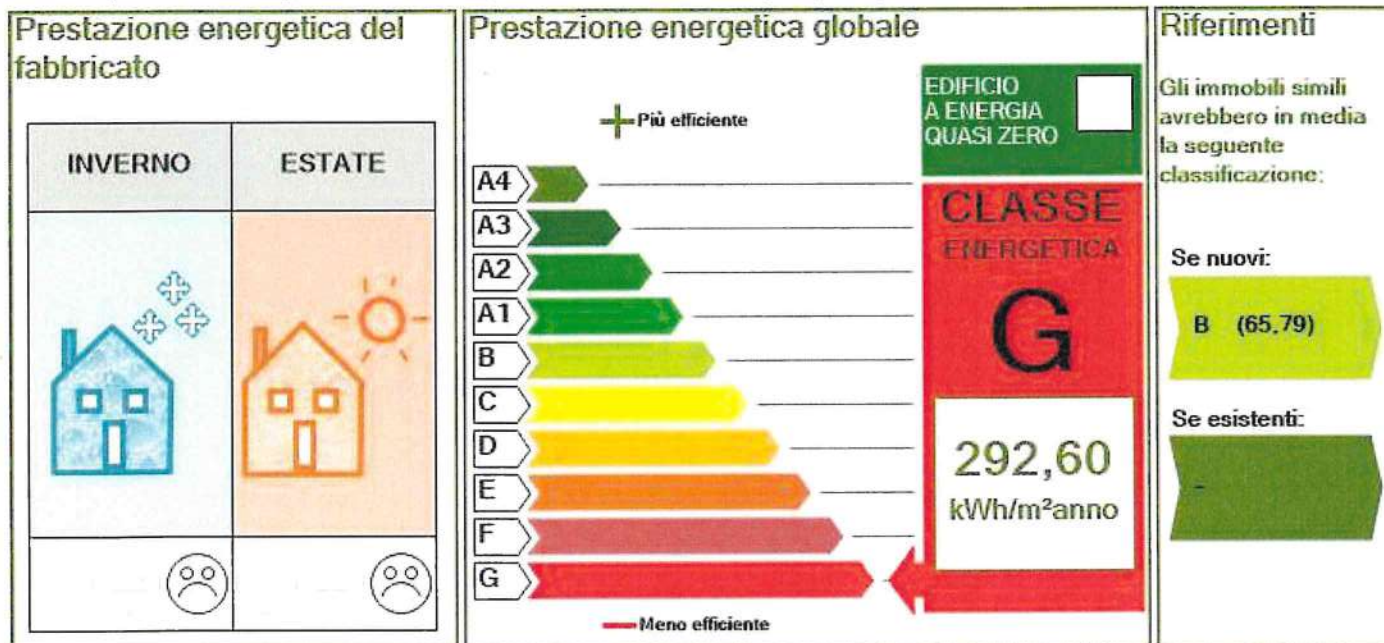 Prestazione energetica del
fabbricato
INVERNO
ESTATE
Prestazione energetica globale
Più efficiente
A4
A3
A2
A1
B
C
D
E
F
G
Meno efficiente
EDIFICIO
A ENERGIA
QUASI ZERO
CLASSE
ENERGETICA
G
292,60
kWh/m²anno
Riferimenti
Gli immobili simili
avrebbero in media
la seguente
classificazione:
Se nuovi:
B (65,79)
Se esistenti:
-